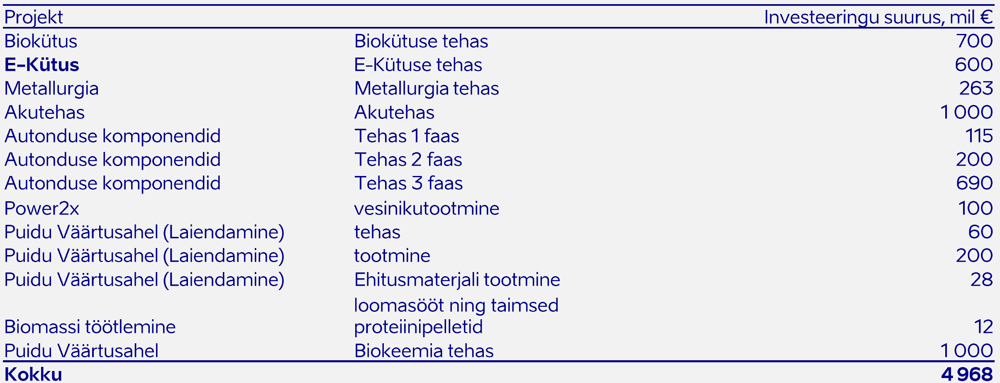 Projekt Investeeringu suurus, mil €
Biokütus Biokütuse tehas 700
E-Kütus E-Kütuse tehas 600
Metallurgia Metallurgia tehas 263
Akutehas Akutehas 1 000
Autonduse komponendid Tehas 1 faas 115
Autonduse komponendid Tehas 2 faas 200
Autonduse komponendid Tehas 3 faas 690
Power2x vesinikutootmine 100
Puidu Väärtusahel (Laiendamine) tehas 60
Puidu Väärtusahel (Laiendamine) tootmine 200
Puidu Väärtusahel (Laiendamine) Ehitusmaterjali tootmine 28
loomasööt ning taimsed
Biomassi töötlemine proteiinipelletid 12
Puidu Väärtusahel Biokeemia tehas 1 000
Kokku 4 968